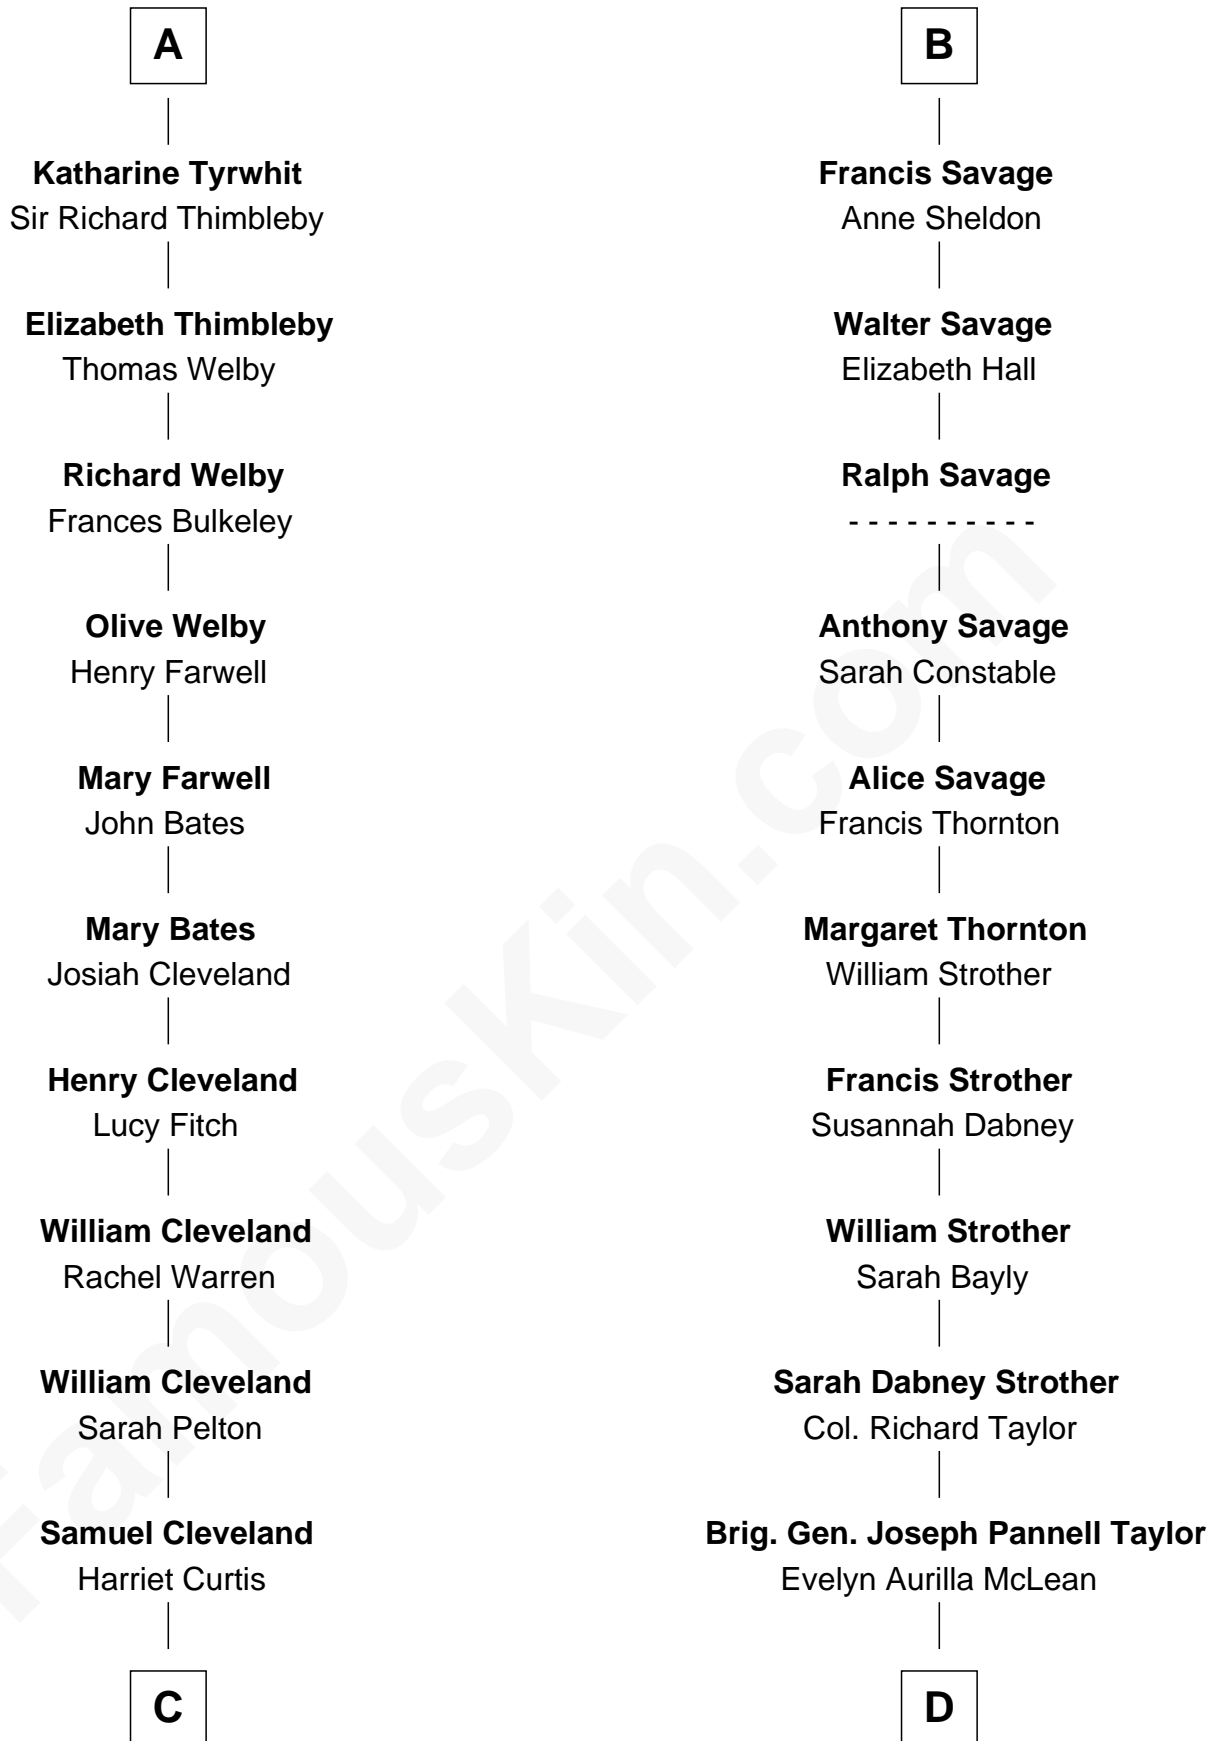 A
Katharine Tyrwhit
Sir Richard Thimbleby
Elizabeth Thimbleby
Thomas Welby
Richard Welby
Frances Bulkeley
Olive Welby
Henry Farwell
Mary Farwell
John Bates
Mary Bates
Josiah Cleveland
Henry Cleveland
Lucy Fitch
William Cleveland
Rachel Warren
William Cleveland
Sarah Pelton
Samuel Cleveland
Harriet Curtis
C
B
Francis Savage
Anne Sheldon
Walter Savage
Elizabeth Hall
Ralph Savage
- - - - - - - - - -
Anthony Savage
Sarah Constable
Alice Savage
Francis Thornton
Margaret Thornton
William Strother
Francis Strother
Susannah Dabney
William Strother
Sarah Bayly
Sarah Dabney Strother
Col. Richard Taylor
Brig. Gen. Joseph Pannell Taylor
Evelyn Aurilla McLean
D
FamousKin.com